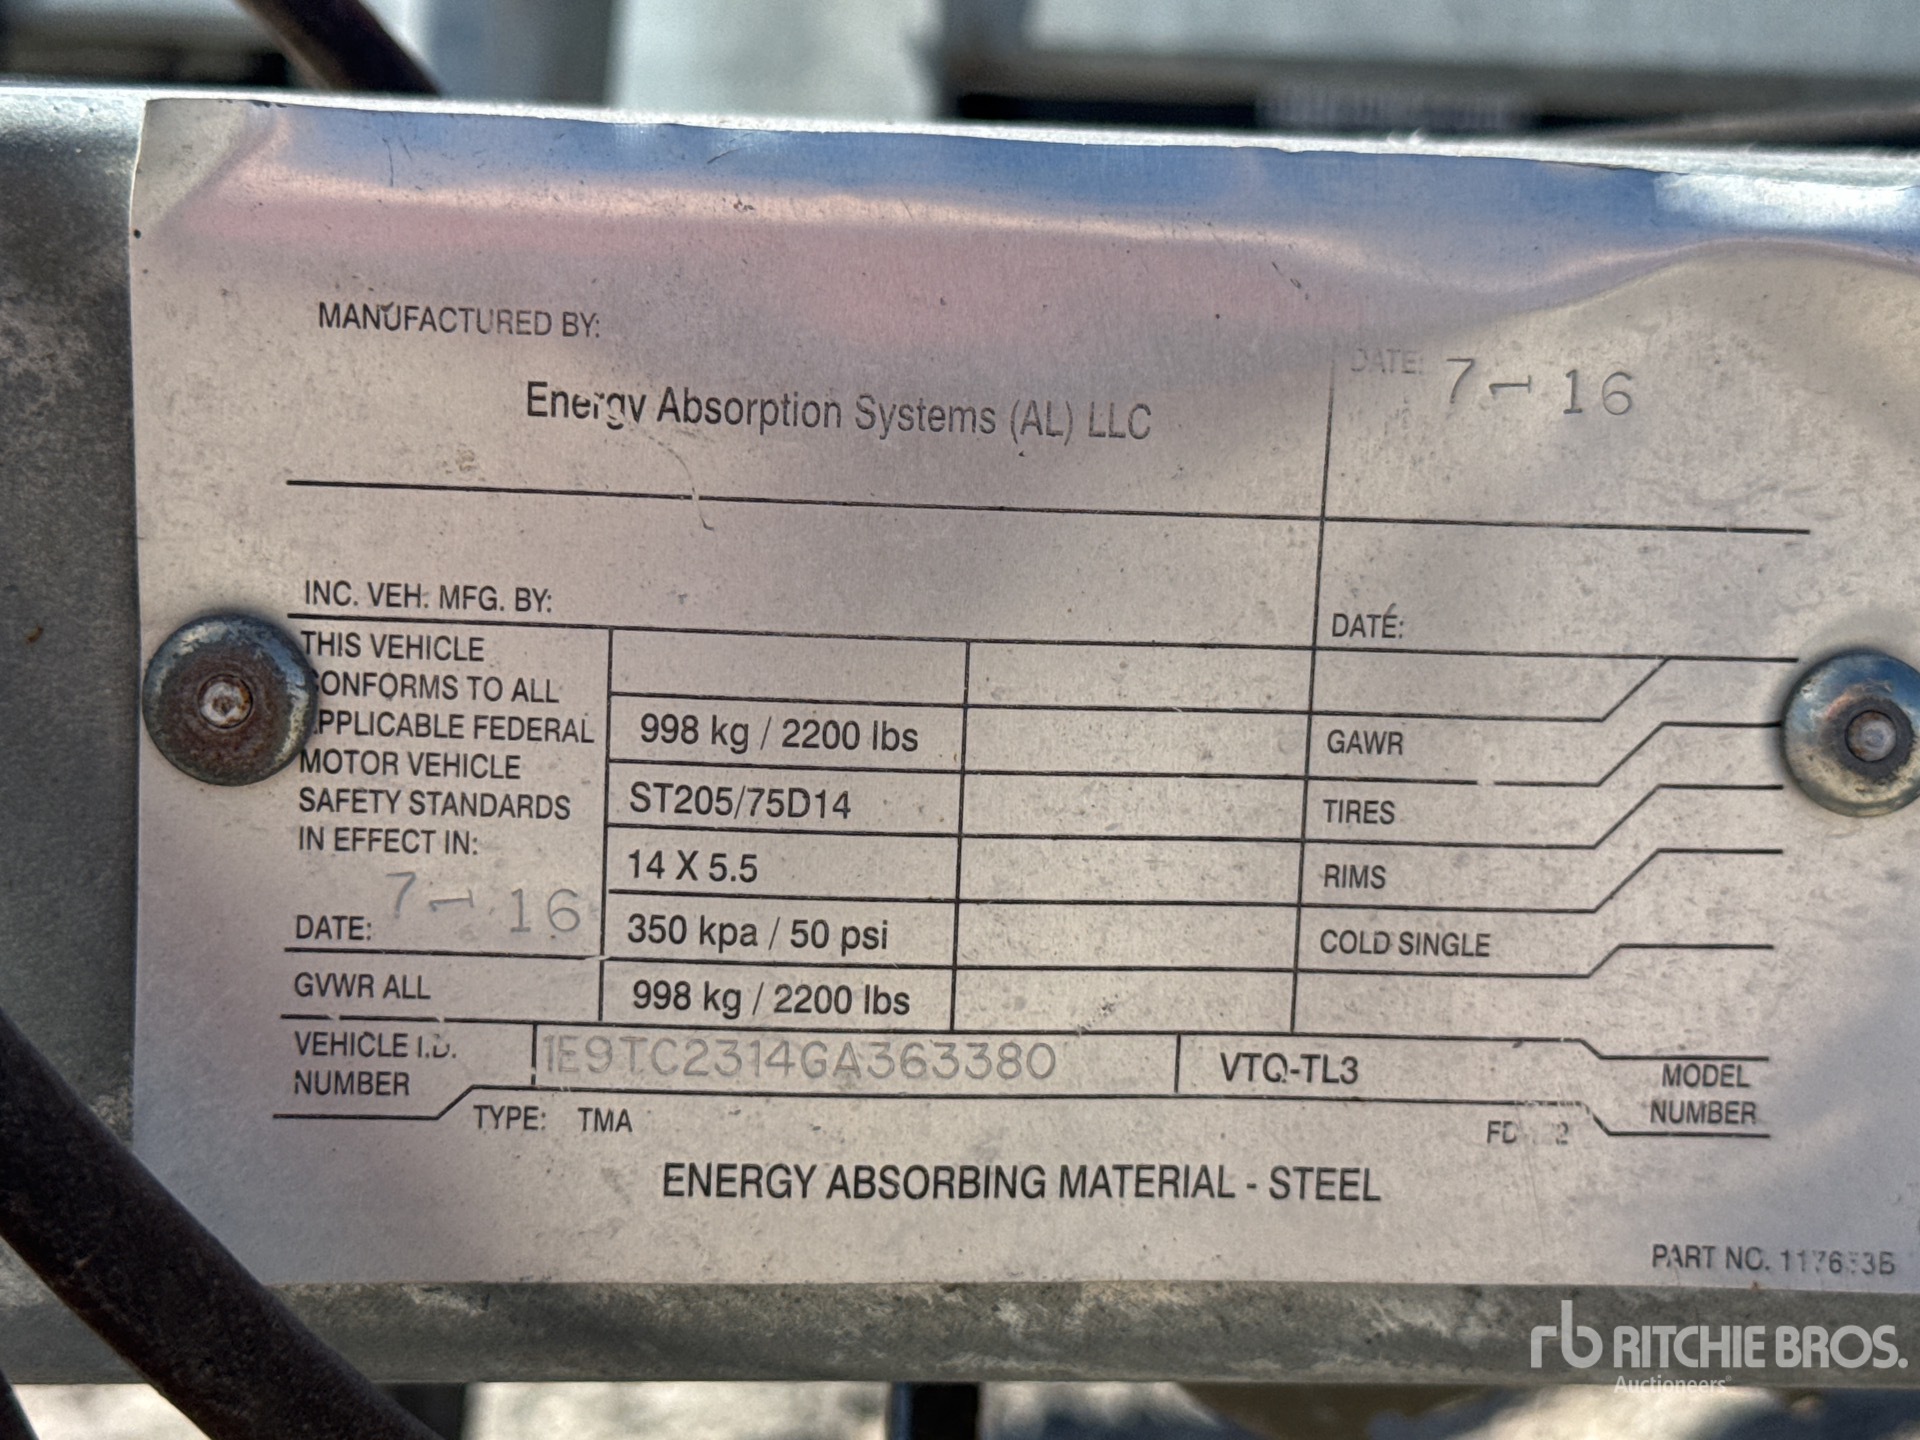 MANUFACTURED BY:
DATE: 7-16
Energy Absorption Systems (AL) LLC
INC. VEH. MFG. BY:
DATE:
THIS VEHICLE
CONFORMS TO ALL
APPLICABLE FEDERAL
MOTOR VEHICLE
SAFETY STANDARDS
IN EFFECT IN:
DATE: 7-16
998 kg / 2200 lbs
GAWR
ST205/75D14
TIRES
14 X 5.5
RIMS
350 kpa / 50 psi
COLD SINGLE
GVWR ALL
998 kg / 2200 lbs
VEHICLE I.D.
NUMBER
1E9TC2314GA363380
VTQ-TL3
MODEL
NUMBER
TYPE: TMA
ENERGY ABSORBING MATERIAL - STEEL
PART NO.
rb RITCHIE BROS.
Auctioneers